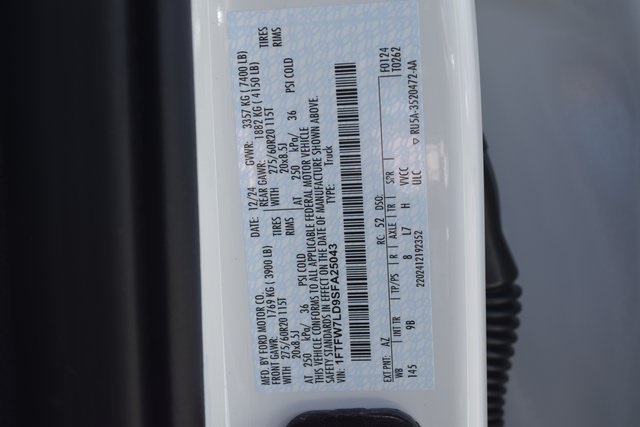 MFD. BY FORD MOTOR CO.
DATE: 12/24 GVWR: 3357 KG ( 7400 LB)
FRONT GAWR: 1769 KG ( 3900 LB) REAR GAWR: 1882 KG ( 4150 LB)
WITH 275/60R20 115T TIRES WITH 275/60R20 115T TIRES
20x8.5J RIMS 20x8.5J RIMS
AT 250 kPa/ 36 PSI COLD AT 250 kPa/ 36 PSI COLD
THIS VEHICLE CONFORMS TO ALL APPLICABLE FEDERAL MOTOR VEHICLE
SAFETY STANDARDS IN EFFECT ON THE DATE OF MANUFACTURE SHOWN ABOVE.
VIN: 1FTFW7LD9SFA25043
TYPE: Truck
F0124
T0262
EXT PNT: AZ RC: 52 DSO:
WB INT TR TP/PS R AXLE TR S*R
145 9B 8 L7 H VVCC
ULC
2202412192352 ▽ RU5A-3520472-AA